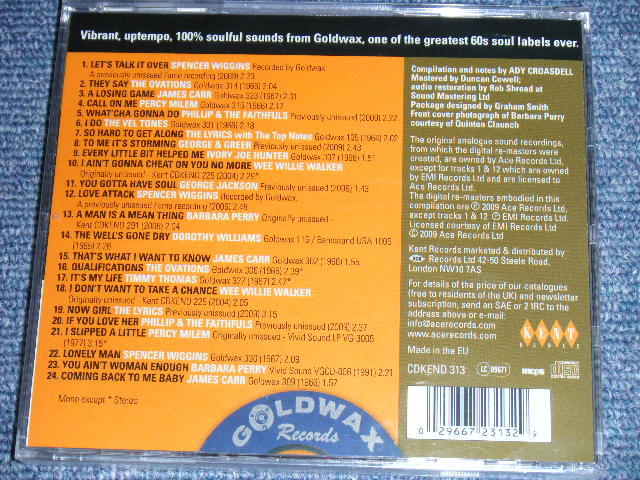 Vibrant, uptempo, 100% soulful sounds from Goldwax, one of the greatest 60s soul labels ever.
1. LET'S TALK IT OVER SPENCER WIGGINS Recorded by Goldwax
A previously unissued Fame recording (2009) 2.23
2. THEY SAY THE OVATIONS Goldwax 314 (1966) 2.04
3. A LOSING GAME JAMES CARR Goldwax 323 (1967) 2.01
4. CALL ON ME PERCY MILEM Goldwax 315 (1966) 2.17
5. WHAT'CHA GONNA DO PHILLIP & THE FAITHFULS Previously unissued (2009) 2.22
6. I DO THE VEL TONES Goldwax 301 (1966) 2.18
7. SO HARD TO GET ALONG THE LYRICS with The Top Notes Goldwax 105 (1964) 2.02
8. TO ME IT'S STORMING GEORGE & GREER Previously unissued (2009) 2.43
9. EVERY LITTLE BIT HELPED ME IVORY JOE HUNTER Goldwax 307 (1966) 1.51
10. I AIN'T GONNA CHEAT ON YOU NO MORE WEE WILLIE WALKER
Originally unissued - Kent CDKEND 225 (2004) 2.29*
11. YOU GOTTA HAVE SOUL GEORGE JACKSON Previously unissued (2009) 1.43
12. LOVE ATTACK SPENCER WIGGINS Recorded by Goldwax.
A previously unissued Fame recording (2009) 2.48
13. A MAN IS A MEAN THING BARBARA PERRY Originally unissued -
Kent CDKEND 291 (2008) 2.04
14. THE WELL'S GONE DRY DOROTHY WILLIAMS Goldwax 115 / Bandstand USA 1005
(1965) 2.26
15. THAT'S WHAT I WANT TO KNOW JAMES CARR Goldwax 302 (1966) 1.55
16. QUALIFICATIONS THE OVATIONS Goldwax 306 (1966) 2.39*
17. IT'S MY LIFE TIMMY THOMAS Goldwax 327 (1967) 2.47*
18. I DON'T WANT TO TAKE A CHANCE WEE WILLIE WALKER
Originally unissued - Kent CDKEND 225 (2004) 2.05
19. NOW GIRL THE LYRICS Previously unissued (2009) 3.15
20. IF YOU LOVE HER PHILLIP & THE FAITHFULS Previously unissued (2009) 2.37
21. I SLIPPED A LITTLE PERCY MILEM Originally unissued - Vivid Sound LP VG 3005
(1977) 3.15*
22. LONELY MAN SPENCER WIGGINS Goldwax 330 (1967) 2.09
23. YOU AIN'T WOMAN ENOUGH BARBARA PERRY Vivid Sound VGCD-006 (1991) 2.21
24. COMING BACK TO ME BABY JAMES CARR Goldwax 309 (1966) 1.57
Mono except * Stereo
GOLDWAX
Records
Compilation and notes by ADY CROASDELL
Mastered by Duncan Cowell;
audio restoration by Rob Shread at
Sound Mastering Ltd
Package designed by Graham Smith
Front cover photograph of Barbara Perry
courtesy of Quinton Claunch
The original analogue sound recordings,
from which the digital re-masters were
created, are owned by Ace Records Ltd,
except for tracks 1 & 12 which are owned
by EMI Records Ltd and are licensed to
Ace Records Ltd.
The digital re-masters embodied in this
compilation are Ⓟ 2009 Ace Records Ltd,
except tracks 1 & 12 Ⓟ EMI Records Ltd.
Licensed courtesy of EMI Records Ltd
© 2009 Ace Records Ltd
Kent Records marketed & distributed by
Records Ltd 42-50 Steele Road,
London NW10 7AS
For details of the price of our catalogues
(free to residents of the UK) and newsletter
subscription, send an SAE or 2 IRC to the
address above or e-mail:
info@acerecords.com
www.acerecords.com
Made in the EU
KENT
DANCE
CDKEND 313
LC 09671
mcps
COMPACT
disc
DIGITAL AUDIO
0 29667 23132 9